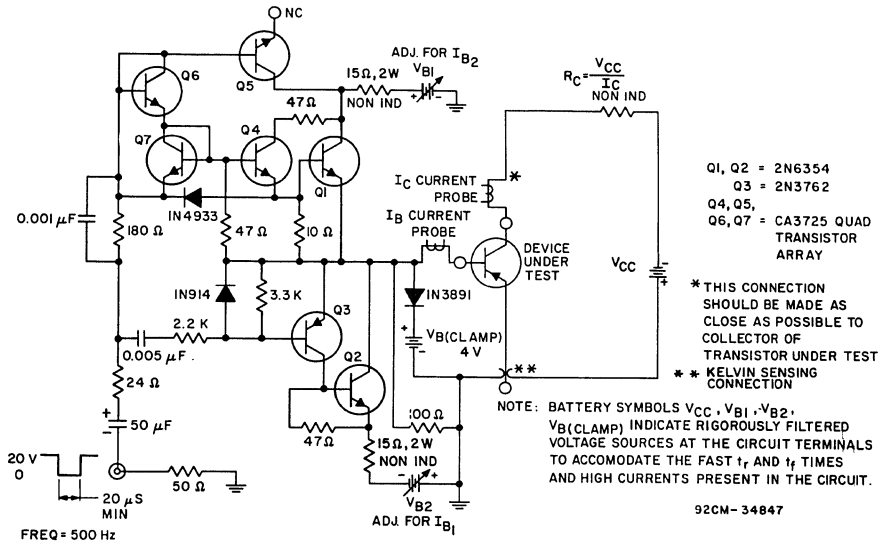 NC
Q6
Q5
ADJ. FOR IB2
VB1
15Ω, 2W
NON IND
+ -
RC = VCC/IC
NON IND
47Ω
Q7
Q4
Q1
IC CURRENT
PROBE
*
IB CURRENT
PROBE
Q1, Q2 = 2N6354
Q3 = 2N3762
Q4, Q5,
Q6, Q7 = CA3725 QUAD
TRANSISTOR
ARRAY
0.001 μF
180 Ω
1N4933
47Ω
10Ω
DEVICE
UNDER
TEST
VCC
-
+
1N914
3.3 K
Q3
1N3891
+
-
VB(CLAMP)
4V
* THIS CONNECTION
SHOULD BE MADE AS
CLOSE AS POSSIBLE TO
COLLECTOR OF
TRANSISTOR UNDER TEST
** KELVIN SENSING
CONNECTION
2.2 K
0.005 μF.
Q2
**
24Ω
+
-
50 μF
47Ω
100Ω
15Ω, 2W
NON IND
- +
VB2
ADJ. FOR IB1
NOTE: BATTERY SYMBOLS VCC, VB1, -VB2,
VB(CLAMP) INDICATE RIGOROUSLY FILTERED
VOLTAGE SOURCES AT THE CIRCUIT TERMINALS
TO ACCOMODATE THE FAST tr AND tf TIMES
AND HIGH CURRENTS PRESENT IN THE CIRCUIT.
20 V
0
20 μS
MIN
50 Ω
FREQ = 500 Hz
92CM-34847